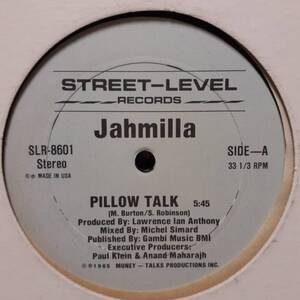 STREET-LEVEL
RECORDS
Jahmilla
SLR-8601
Stereo
SIDE—A
33 1/3 RPM
℗© MADE IN USA
PILLOW TALK 5:45
(M. Burton/S. Robinson)
Produced By: Lawrence Ian Anthony
Mixed By: Michel Simard
Published By: Gambi Music BMI
Executive Producers:
Paul Klein & Anand Maharajh
©1985 MONEY - TALKS PRODUCTIONS INC.